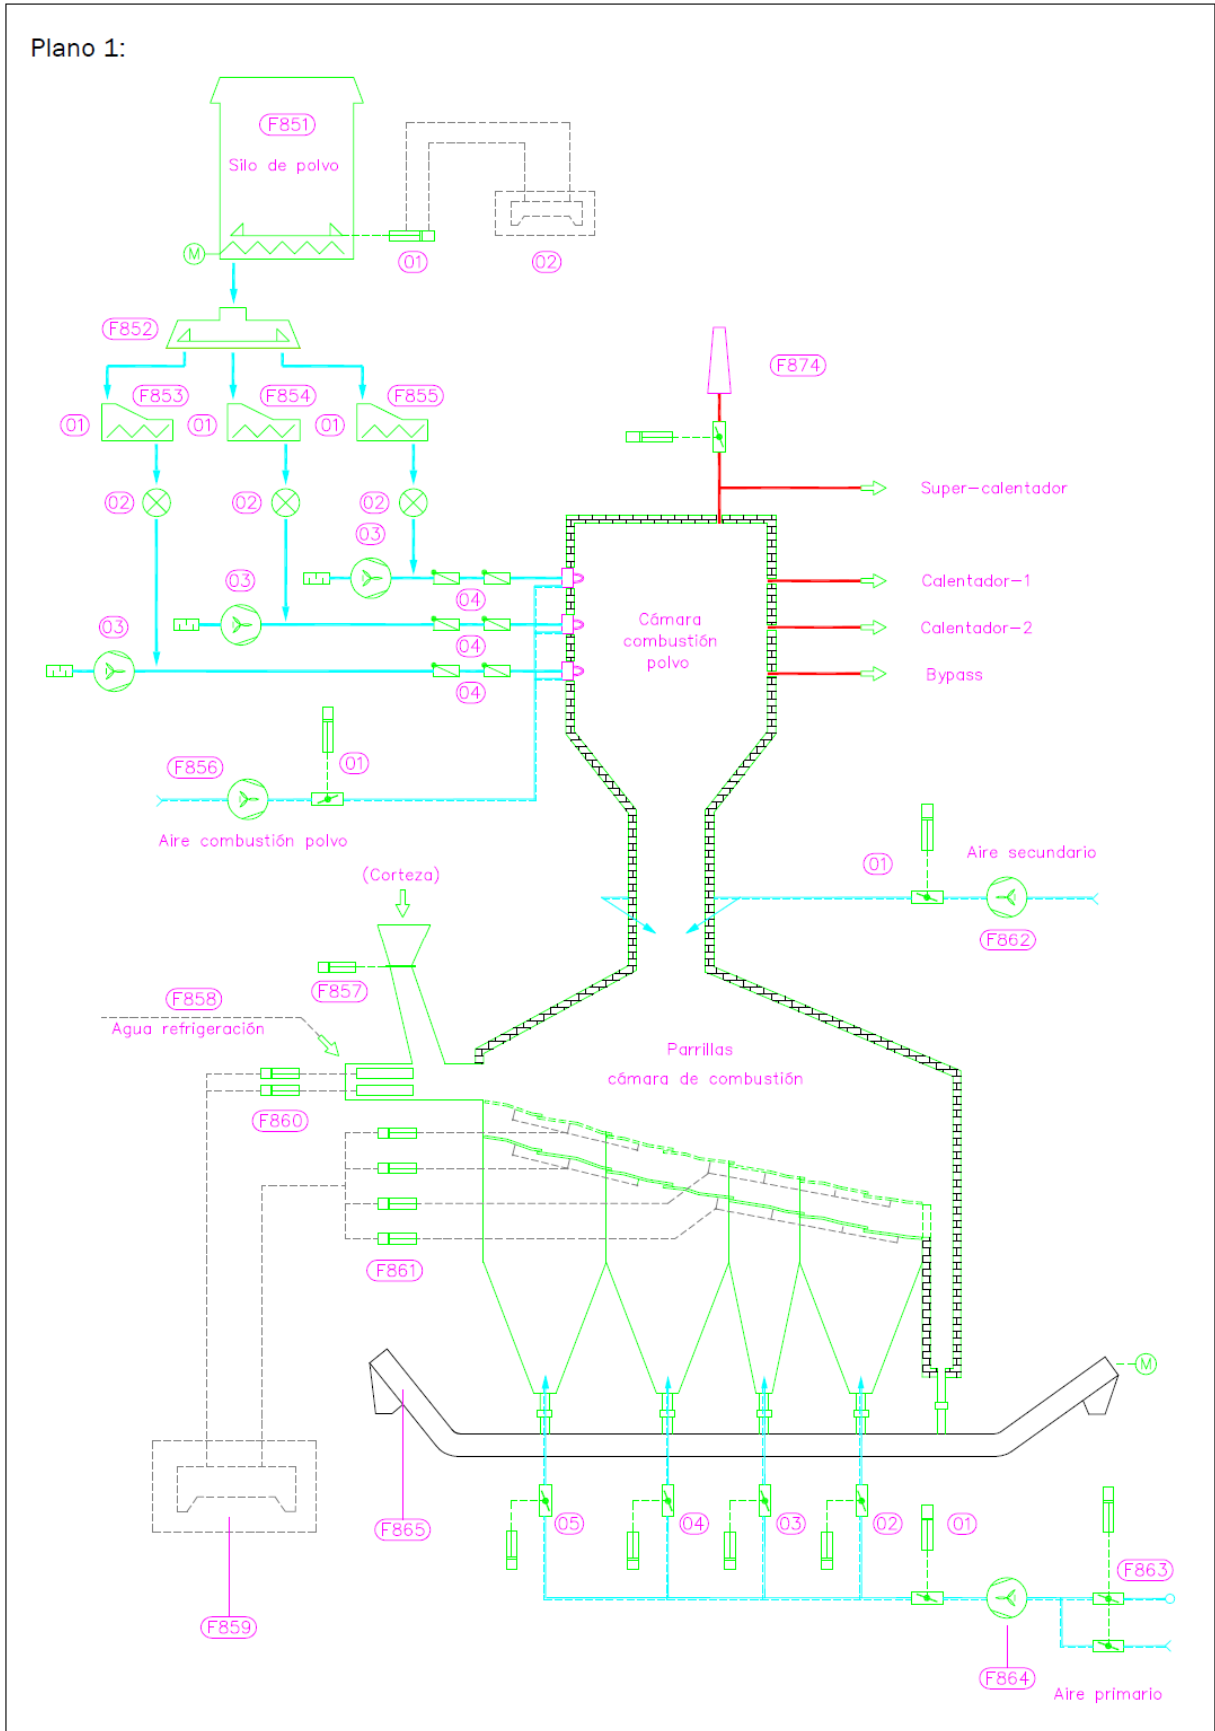 Plano 1:
F851
Silo de polvo
M
01
02
F852
F853
F854
F855
01
01
01
F874
02
02
02
Super-calentador
03
03
03
04
04
04
Calentador-1
Calentador-2
Bypass
Cámara
combustión
polvo
F856
01
Aire combustión polvo
(Corteza)
01
Aire secundario
F862
F857
F858
Agua refrigeración
Parrillas
cámara de combustión
F860
F861
M
F865
05
04
03
02
01
F863
F859
F864
Aire primario